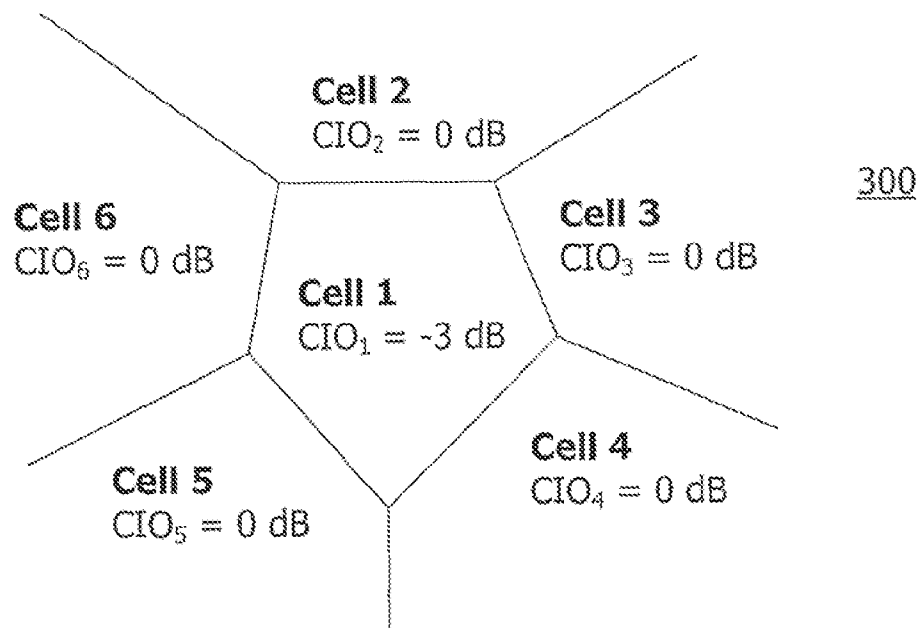 Cell 2
CIO₂ = 0 dB
300
Cell 6
CIO₆ = 0 dB
Cell 3
CIO₃ = 0 dB
Cell 1
CIO₁ = -3 dB
Cell 4
CIO₄ = 0 dB
Cell 5
CIO₅ = 0 dB